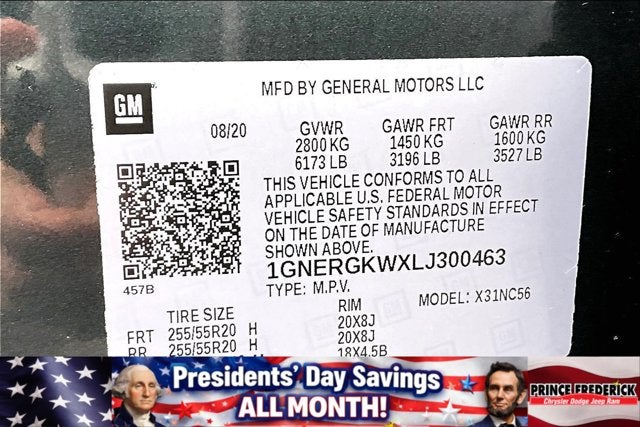 MFD BY GENERAL MOTORS LLC
GM
08/20
GVWR GAWR FRT GAWR RR
2800 KG 1450 KG 1600 KG
6173 LB 3196 LB 3527 LB
THIS VEHICLE CONFORMS TO ALL
APPLICABLE U.S. FEDERAL MOTOR
VEHICLE SAFETY STANDARDS IN EFFECT
ON THE DATE OF MANUFACTURE
SHOWN ABOVE.
1GNERGKWXLJ300463
457B
TYPE: M.P.V. MODEL: X31NC56
TIRE SIZE RIM
FRT 255/55R20 H 20X8J
RR 255/55R20 H 20X8J
18X4.5B
Presidents' Day Savings
ALL MONTH!
PRINCE FREDERICK
Chrysler Dodge Jeep Ram